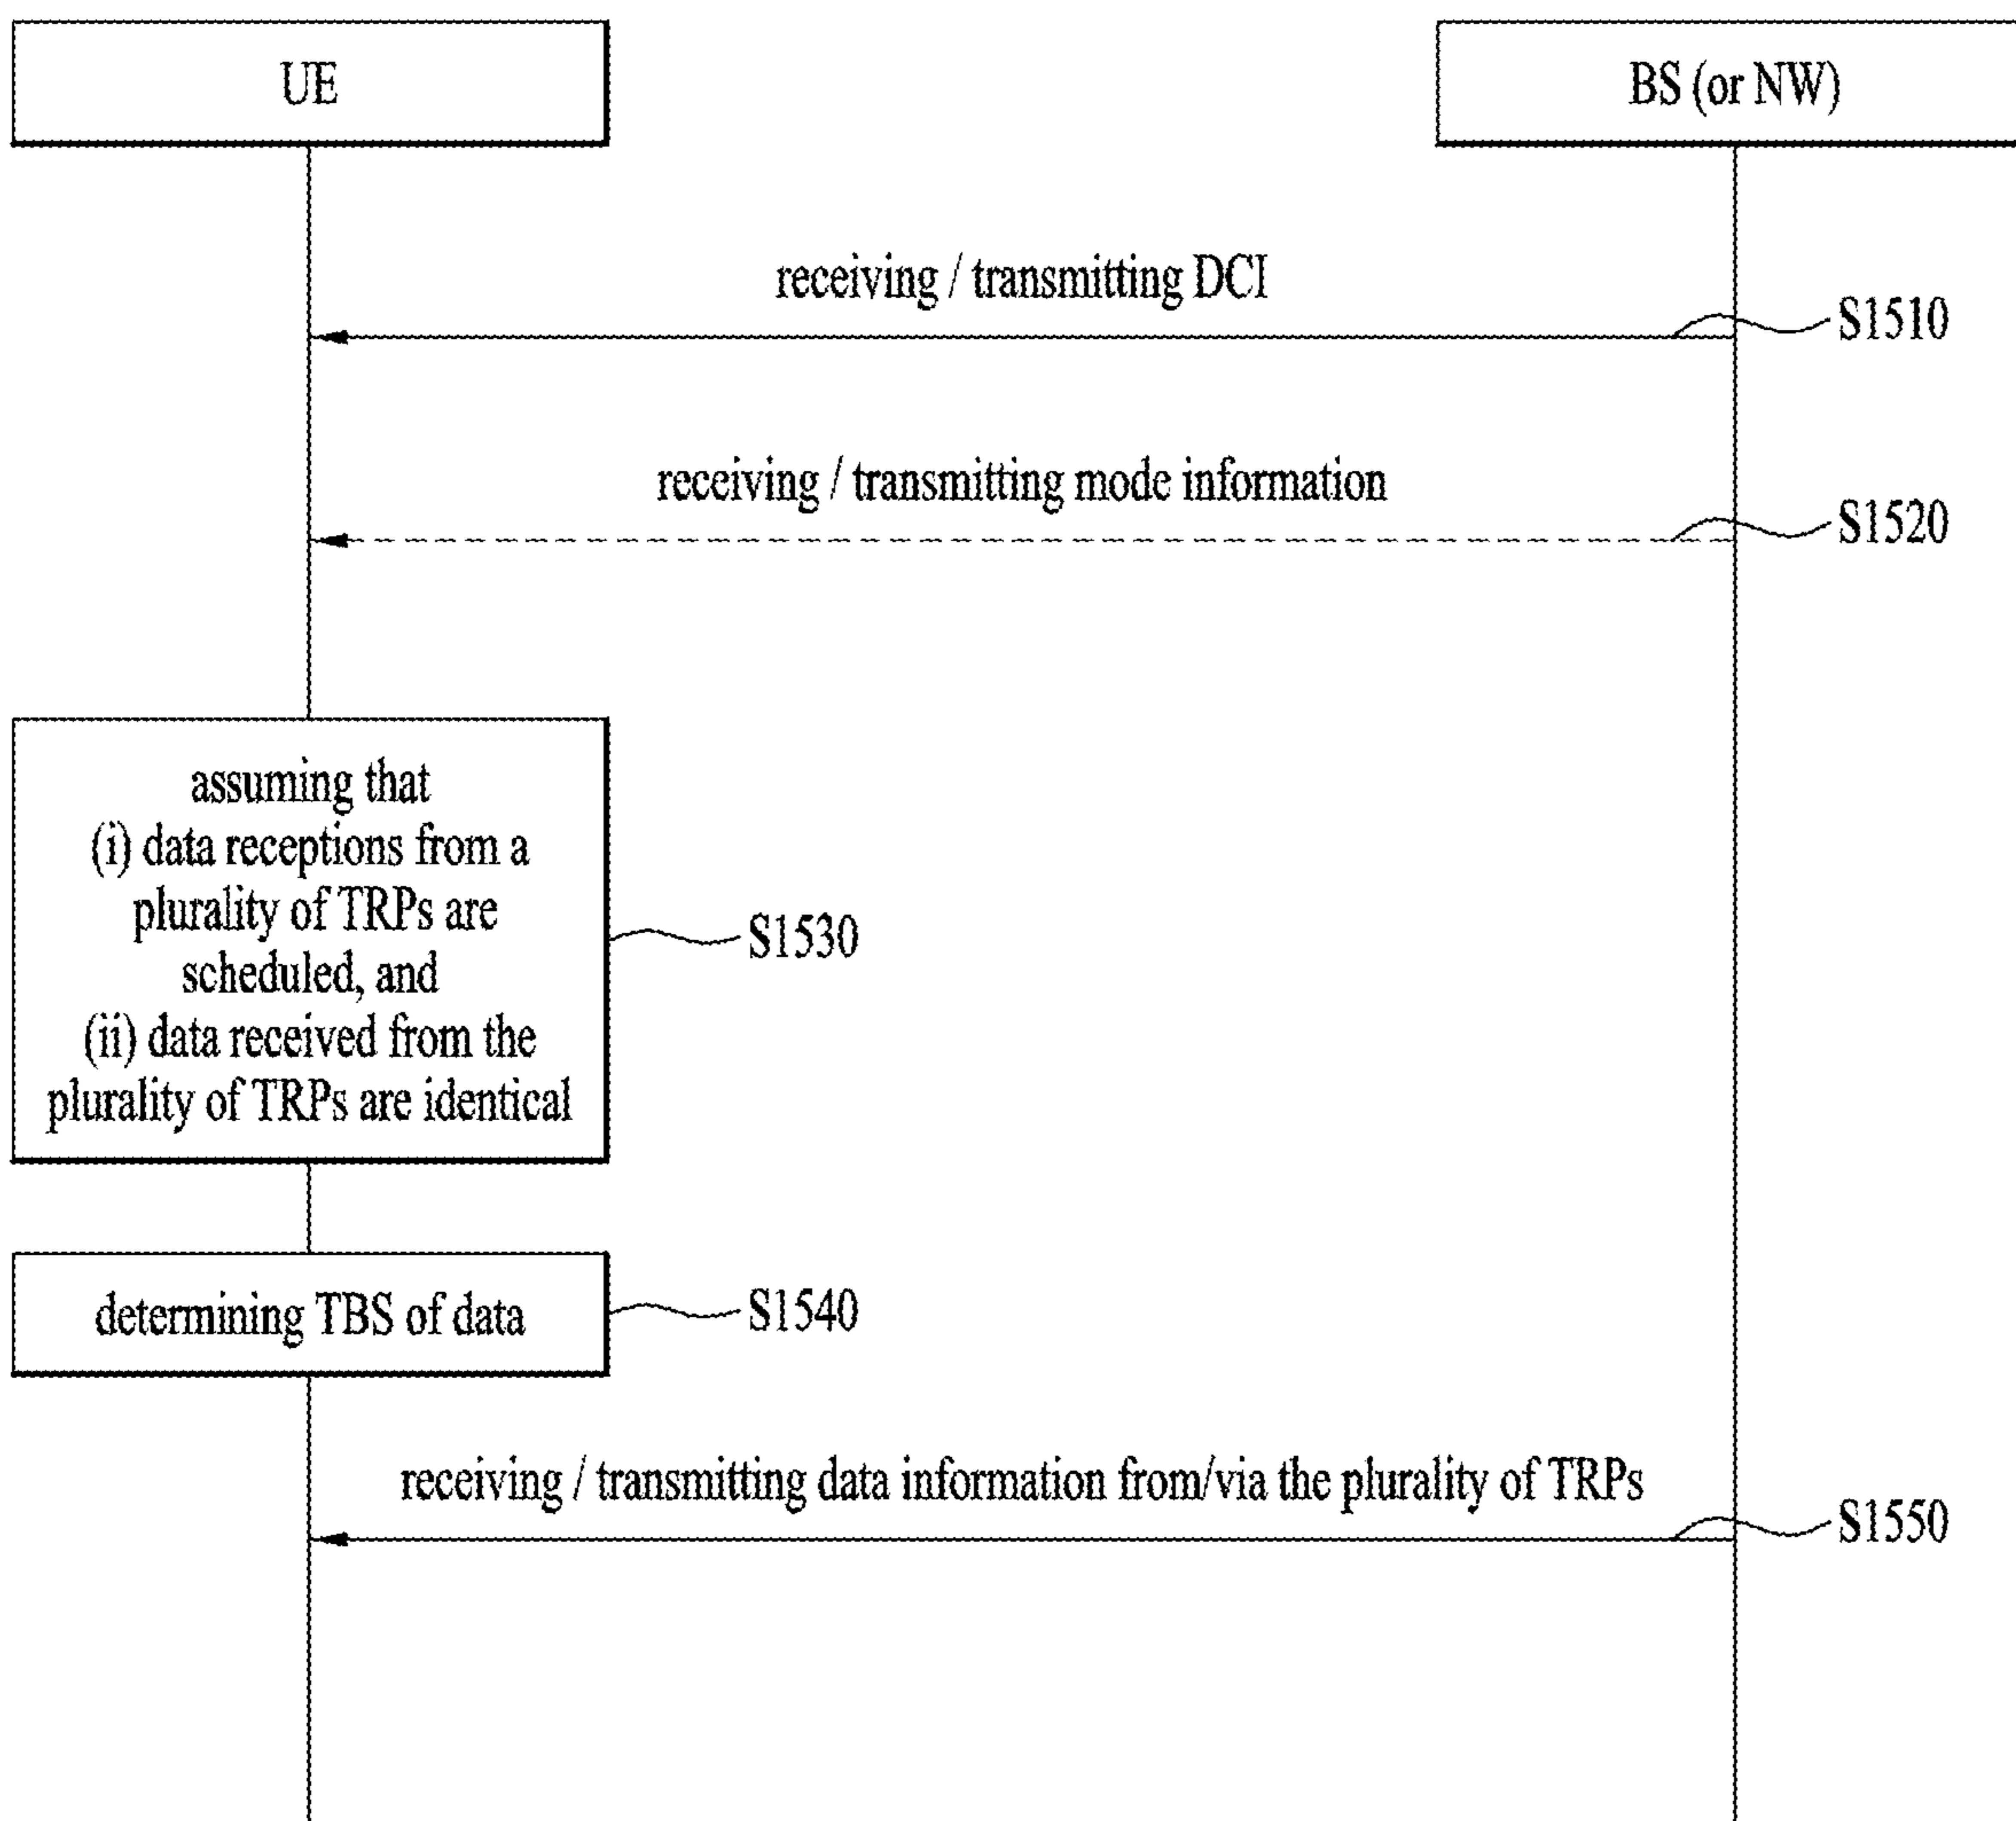 UE
BS (or NW)
receiving / transmitting DCI
S1510
receiving / transmitting mode information
S1520
assuming that
(i) data receptions from a
plurality of TRPs are
scheduled, and
(ii) data received from the
plurality of TRPs are identical
S1530
determining TBS of data
S1540
receiving / transmitting data information from/via the plurality of TRPs
S1550